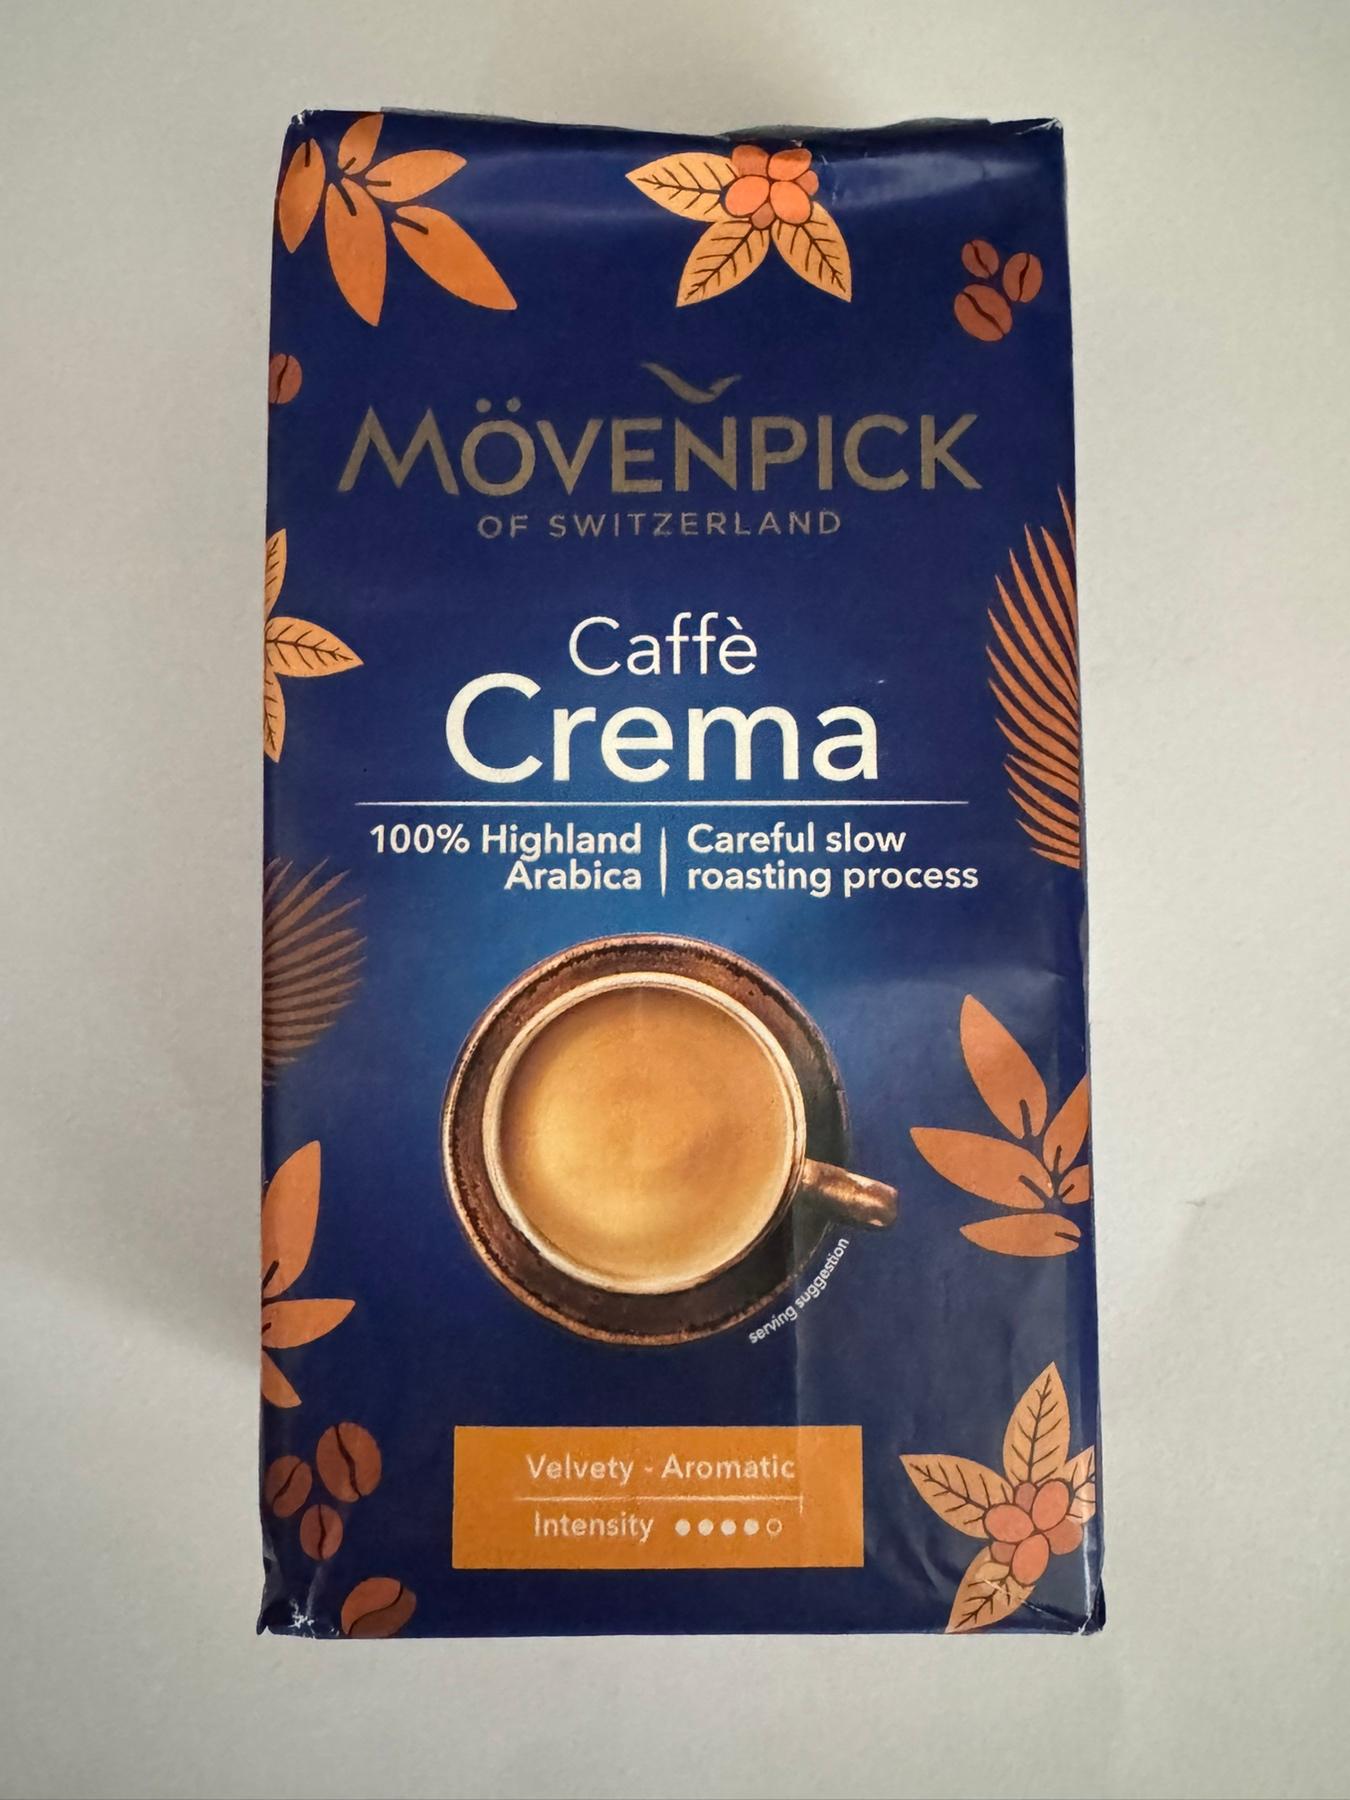 MÖVENPICK
OF SWITZERLAND
Caffè
Crema
100% Highland
Arabica
Careful slow
roasting process
serving suggestion
Velvety - Aromatic
Intensity